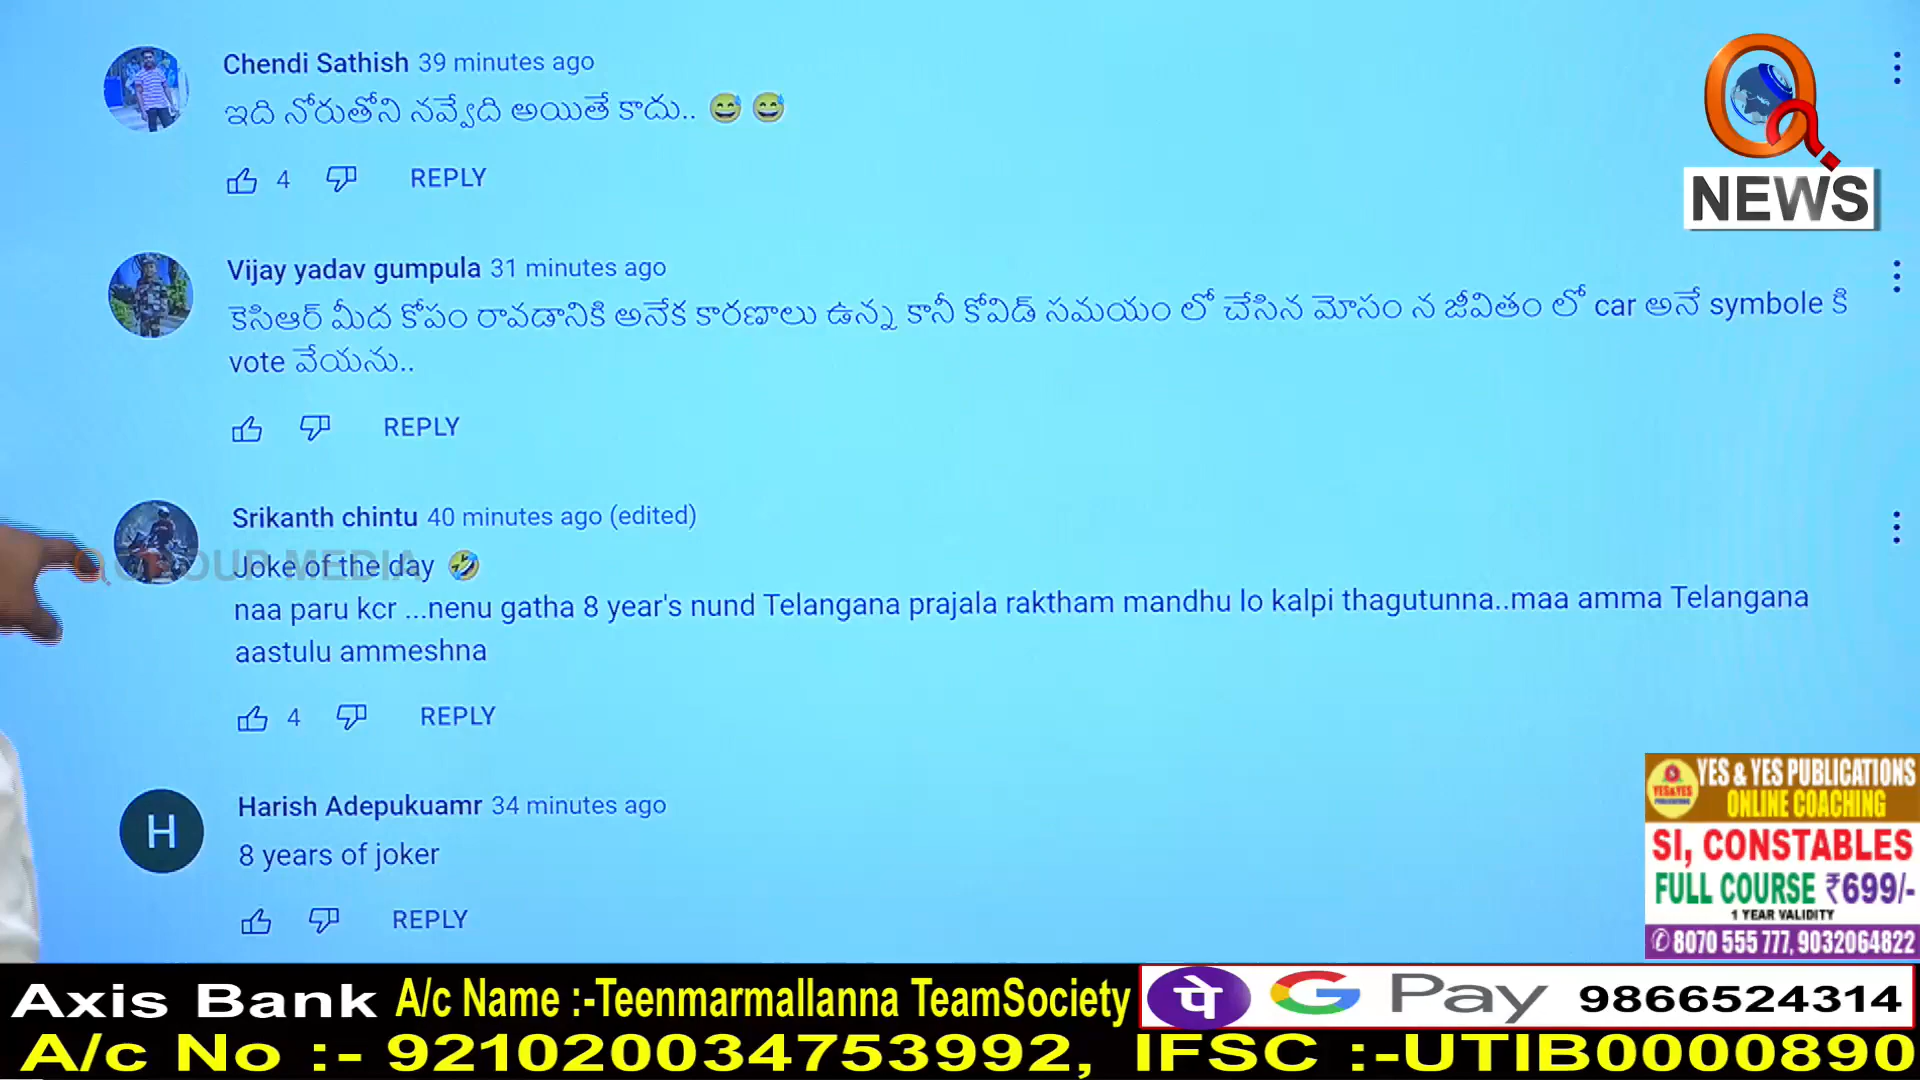 Chendi Sathish 39 minutes ago
ఇది నోరుతోని నవ్వేది అయితే కాదు.. 😅 😅
4 REPLY
Q NEWS
Vijay yadav gumpula 31 minutes ago
కెసిఆర్ మీద కోపం రావడానికి అనేక కారణాలు ఉన్న కానీ కోవిడ్ సమయం లో చేసిన మోసం న జీవితం లో car అనే symbole కి
vote వేయను..
REPLY
Srikanth chintu 40 minutes ago (edited)
Joke of the day 🤣
Q GROUP MEDIA
naa paru kcr ...nenu gatha 8 year's nund Telangana prajala raktham mandhu lo kalpi thagutunna..maa amma Telangana
aastulu ammeshna
4 REPLY
H
Harish Adepukuamr 34 minutes ago
8 years of joker
REPLY
YES & YES PUBLICATIONS
ONLINE COACHING
SI, CONSTABLES
FULL COURSE ₹699/-
1 YEAR VALIDITY
✆ 8070 555 777, 9032064822
Axis Bank A/c Name :-Teenmarmallanna TeamSociety पे G Pay 9866524314
A/c No :- 921020034753992, IFSC :-UTIB0000890